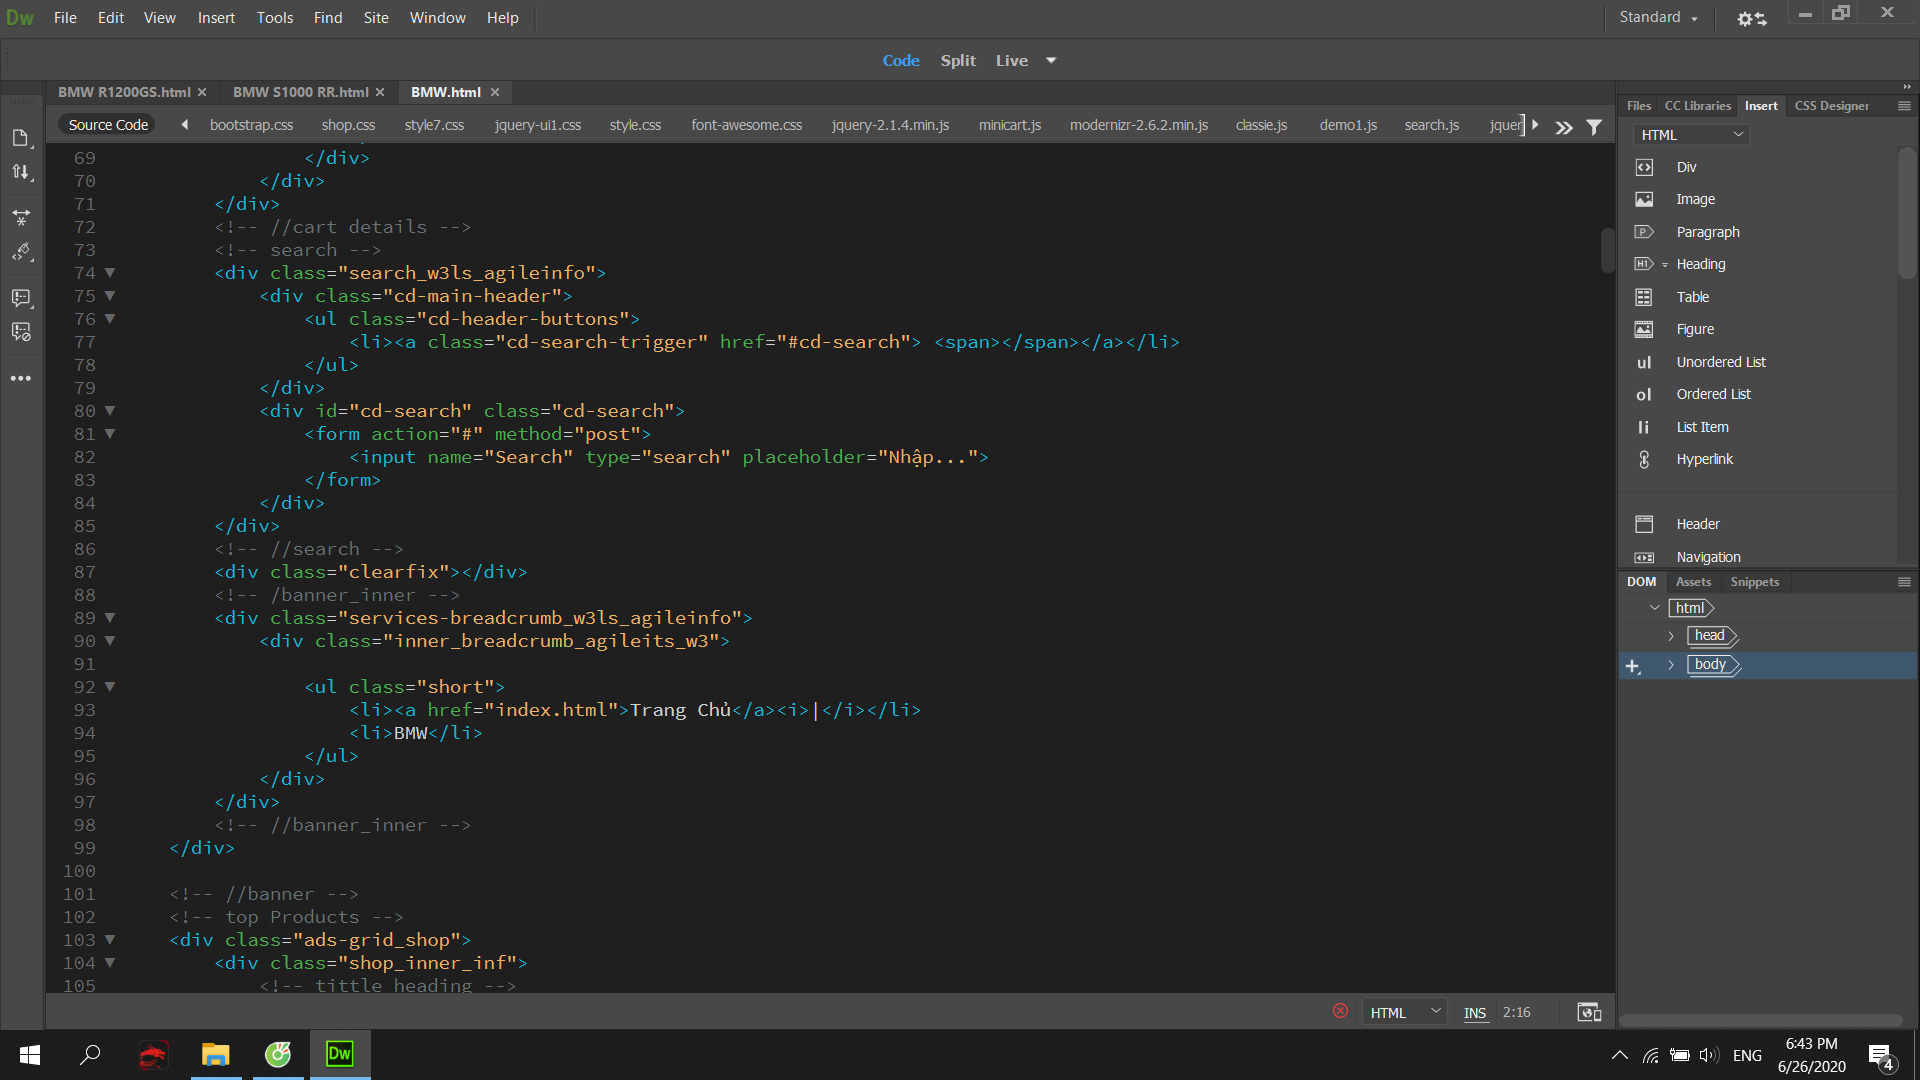 Dw File Edit View Insert Tools Find Site Window Help Standard
Code Split Live
BMW R1200GS.html BMW S1000 RR.html BMW.html
Source Code bootstrap.css shop.css style7.css jquery-ui1.css style.css font-awesome.css jquery-2.1.4.min.js minicart.js modernizr-2.6.2.min.js classie.js demo1.js search.js jquer
69 </div>
70 </div>
71 </div>
72 <!-- //cart details -->
73 <!-- search -->
74 <div class="search_w3ls_agileinfo">
75 <div class="cd-main-header">
76 <ul class="cd-header-buttons">
77 <li><a class="cd-search-trigger" href="#cd-search"> <span></span></a></li>
78 </ul>
79 </div>
80 <div id="cd-search" class="cd-search">
81 <form action="#" method="post">
82 <input name="Search" type="search" placeholder="Nhập...">
83 </form>
84 </div>
85 </div>
86 <!-- //search -->
87 <div class="clearfix"></div>
88 <!-- /banner_inner -->
89 <div class="services-breadcrumb_w3ls_agileinfo">
90 <div class="inner_breadcrumb_agileits_w3">
91
92 <ul class="short">
93 <li><a href="index.html">Trang Chủ</a><i>|</i></li>
94 <li>BMW</li>
95 </ul>
96 </div>
97 </div>
98 <!-- //banner_inner -->
99 </div>
100
101 <!-- //banner -->
102 <!-- top Products -->
103 <div class="ads-grid_shop">
104 <div class="shop_inner_inf">
105 <!-- tittle heading -->
HTML INS 2:16
Files CC Libraries Insert CSS Designer
HTML
Div
Image
P Paragraph
H1 Heading
Table
Figure
ul Unordered List
ol Ordered List
li List Item
Hyperlink
Header
Navigation
DOM Assets Snippets
html
head
body
Dw ENG 6:43 PM
6/26/2020 4